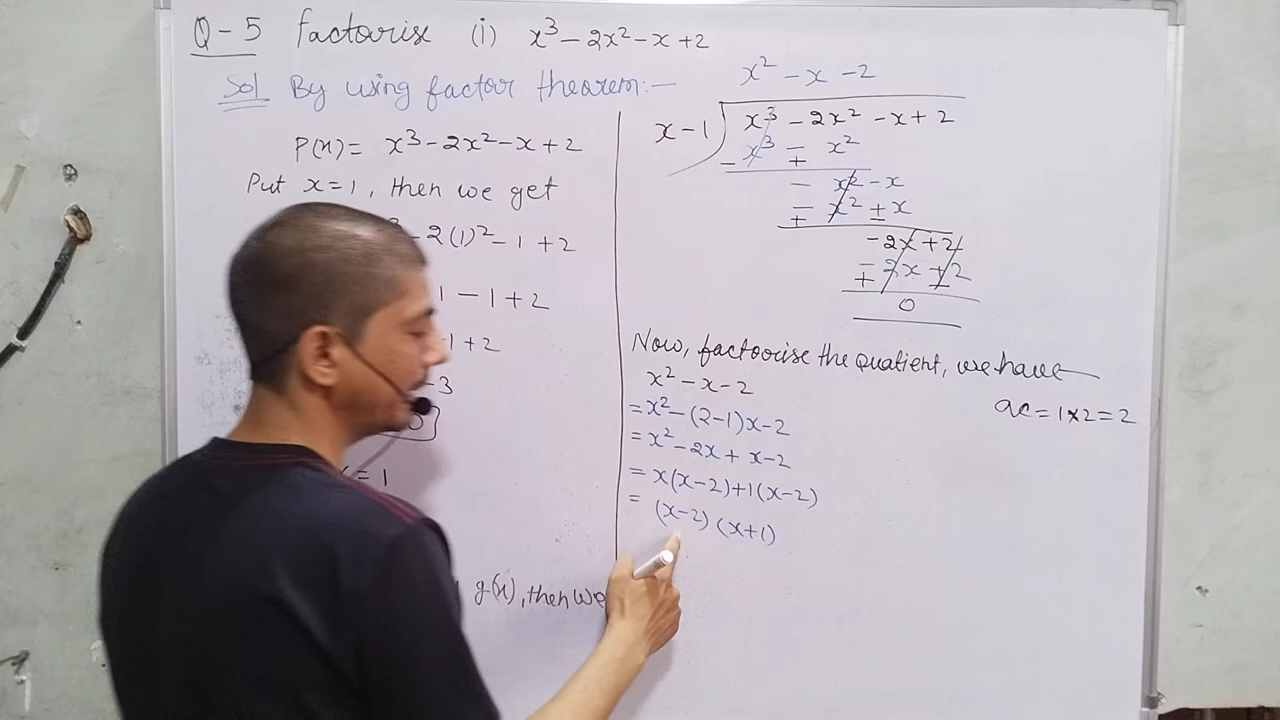 Q-5 factorise (i) x³-2x²-x+2
Sol By using factor thearem:-
P(x)= x³-2x²-x+2
Put x=1, then we get
-2(1)²-1+2
1-1+2
1+2
-3
=1
g(x), then we
x²-x-2
x-1 x³-2x²-x+2
x³-x²
- +
-x²-x
-x²+x
+ -
-2x+2
-2x+2
+ -
0
Now, factorise the quatient, we have
x²-x-2
ac=1×2=2
=x²-(2-1)x-2
=x²-2x+x-2
=x(x-2)+1(x-2)
=(x-2)(x+1)